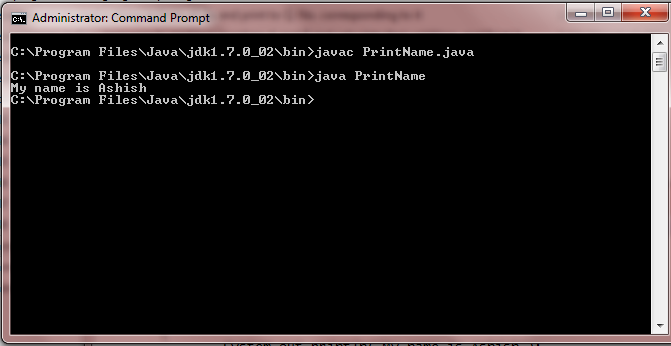 Administrator: Command Prompt
C:\Program Files\Java\jdk1.7.0_02\bin>javac PrintName.java
C:\Program Files\Java\jdk1.7.0_02\bin>java PrintName
My name is Ashish
C:\Program Files\Java\jdk1.7.0_02\bin>